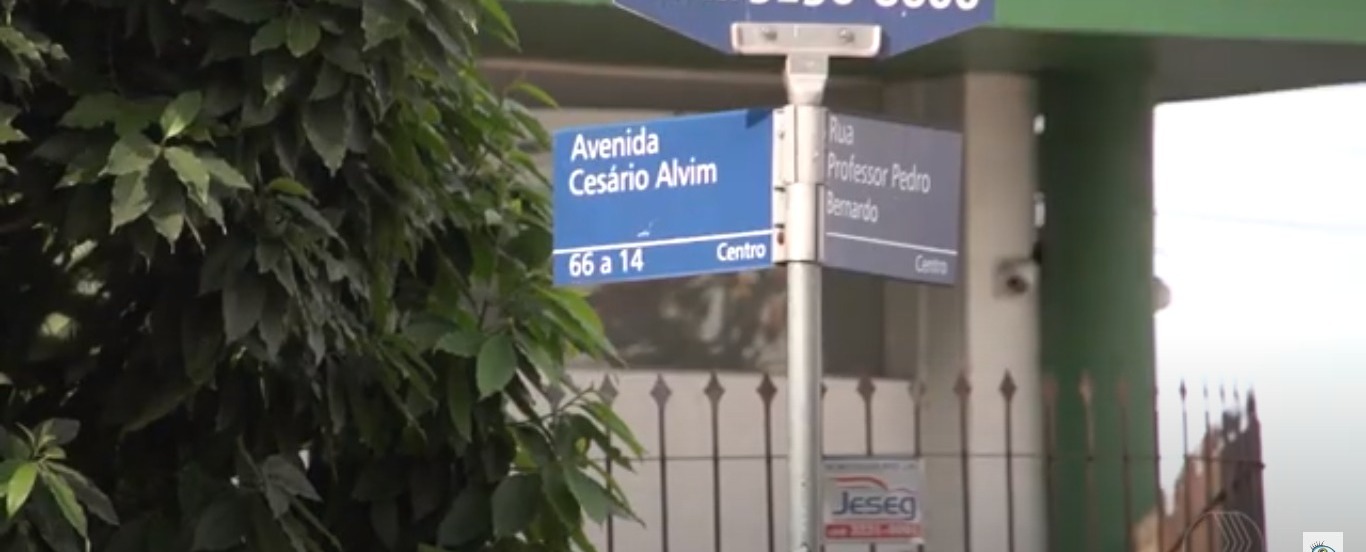 Avenida
Cesário Alvim
66 a 14 Centro
Rua
Professor Pedro
Bernardo
Centro
Jeseg